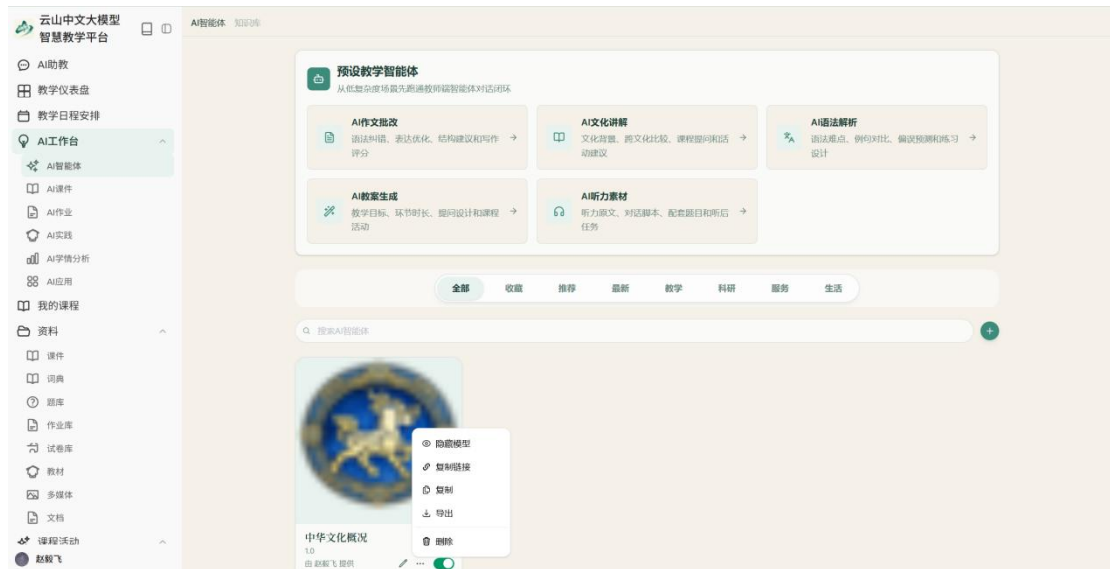 云山中文大模型
智慧教学平台
AI智能体 知识库
AI助教
教学仪表盘
教学日程安排
AI工作台
AI智能体
AI课件
AI作业
AI实践
AI学情分析
AI应用
我的课程
资料
课件
词典
题库
作业库
试卷库
教材
多媒体
文档
课程活动
赵毅飞
预设教学智能体
从低复杂度场景先跑通教师端智能体对话闭环
AI作文批改
语法纠错、表达优化、结构建议和写作
评分
AI文化讲解
文化背景、跨文化比较、课程提问和活
动建议
AI语法解析
语法难点、例句对比、偏误预测和练习
设计
AI教案生成
教学目标、环节时长、提问设计和课程
活动
AI听力素材
听力原文、对话脚本、配套题目和听后
任务
全部 收藏 推荐 最新 教学 科研 服务 生活
搜索AI智能体
隐藏模型
复制链接
复制
导出
删除
中华文化概况
1.0
由 赵毅飞 提供